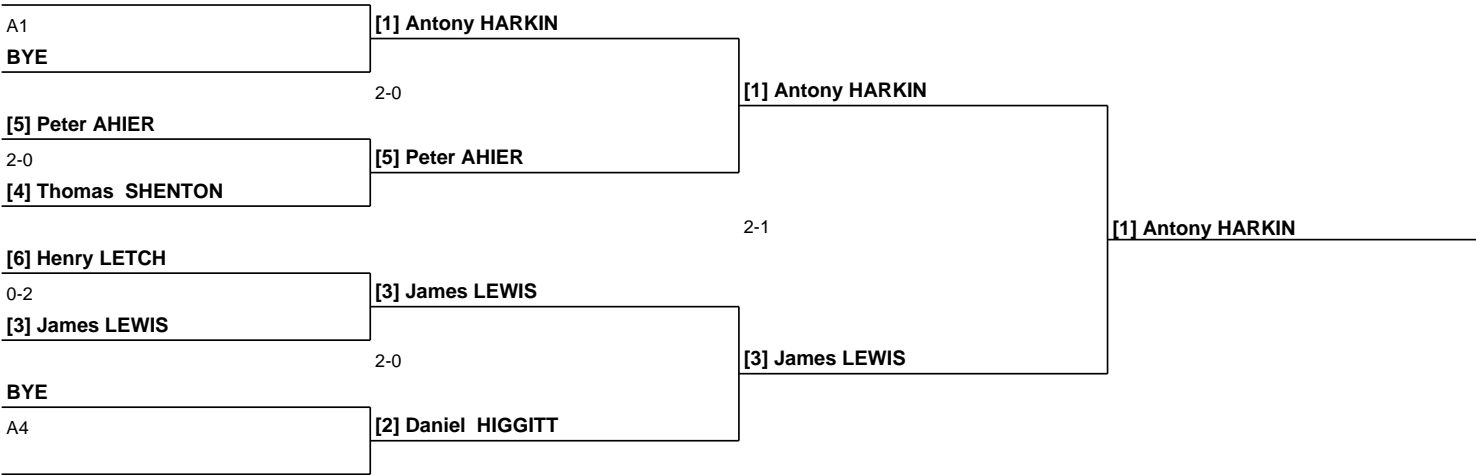 A1
BYE
[5] Peter AHIER
2-0
[4] Thomas  SHENTON
[6] Henry LETCH
0-2
[3] James LEWIS
BYE
A4
[1] Antony HARKIN
2-0
[5] Peter AHIER
[3] James LEWIS
2-0
[2] Daniel  HIGGITT
[1] Antony HARKIN
2-1
[3] James LEWIS
[1] Antony HARKIN